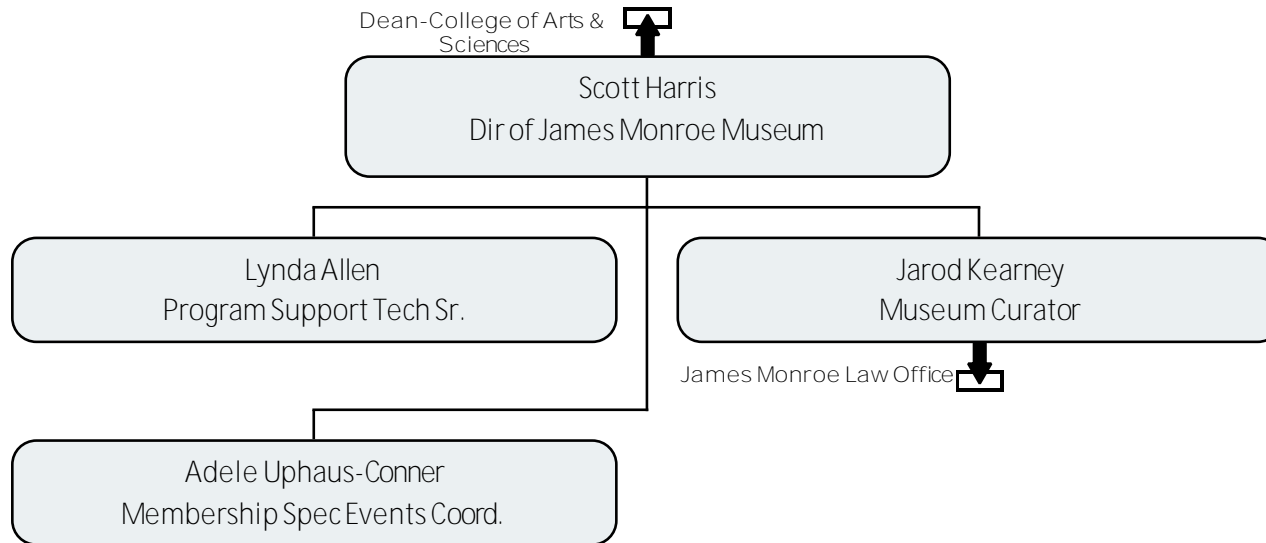 Dean-College of Arts &
Sciences
Scott Harris
Dir of James Monroe Museum
Lynda Allen
Program Support Tech Sr.
Jarod Kearney
Museum Curator
James Monroe Law Office
Adele Uphaus-Conner
Membership Spec Events Coord.